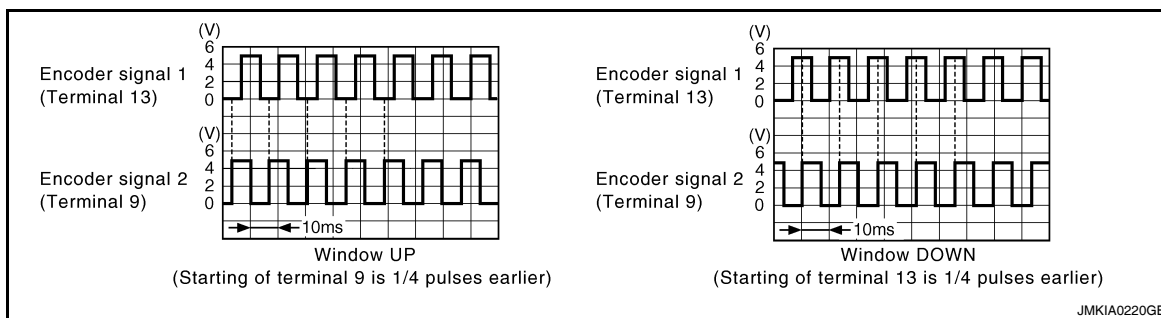 (V)
6
4
2
0
Encoder signal 1
(Terminal 13)
(V)
6
4
2
0
Encoder signal 2
(Terminal 9)
10ms
Window UP
(Starting of terminal 9 is 1/4 pulses earlier)
(V)
6
4
2
0
Encoder signal 1
(Terminal 13)
(V)
6
4
2
0
Encoder signal 2
(Terminal 9)
10ms
Window DOWN
(Starting of terminal 13 is 1/4 pulses earlier)
JMKIA0220GB